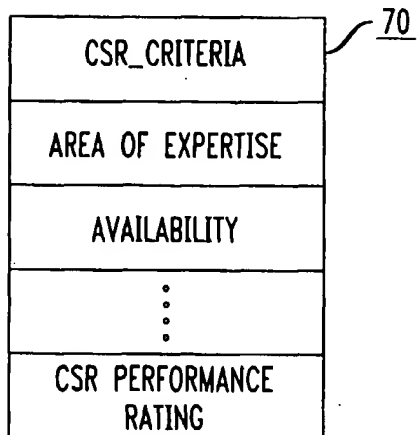 70
CSR_CRITERIA
AREA OF EXPERTISE
AVAILABILITY
CSR PERFORMANCE
RATING